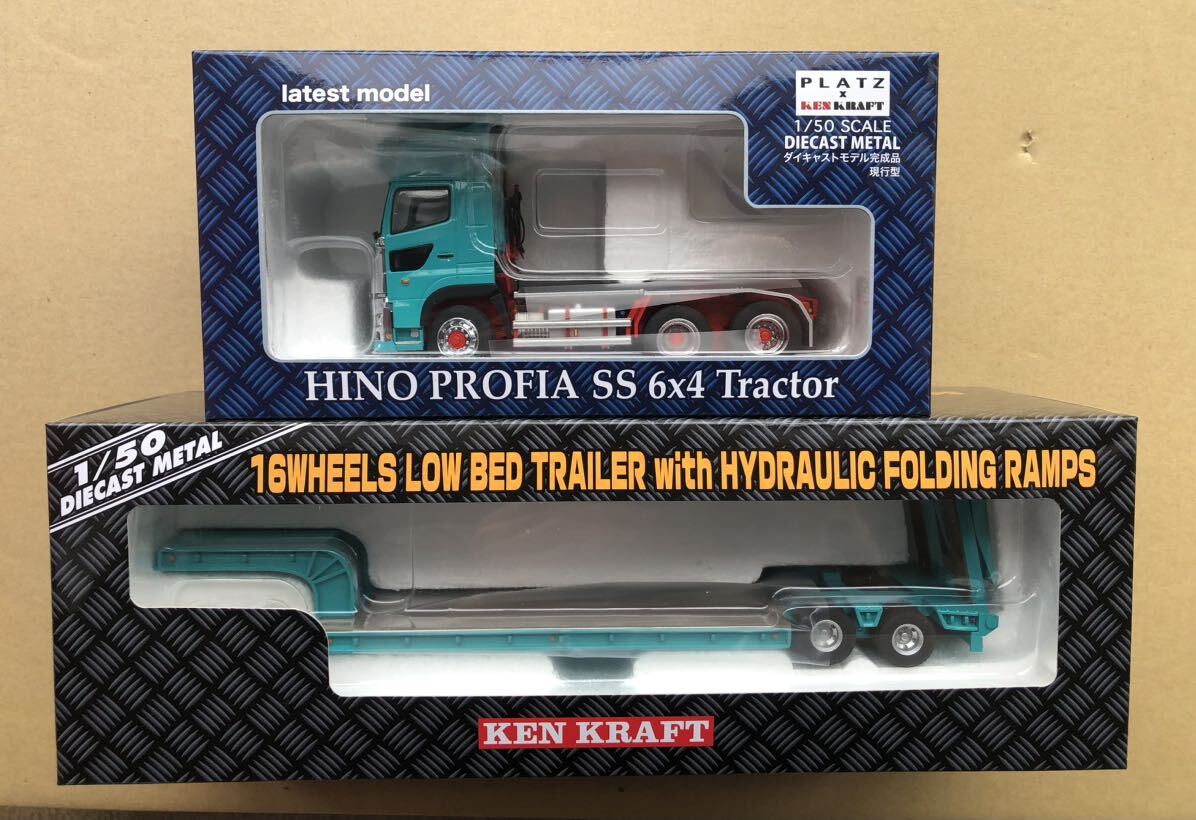 latest model
PLATZ
x
KEN KRAFT
1/50 SCALE
DIECAST METAL
ダイキャストモデル完成品
現行型
HINO PROFIA SS 6x4 Tractor
1/50
DIECAST METAL
16WHEELS LOW BED TRAILER with HYDRAULIC FOLDING RAMPS
KEN KRAFT